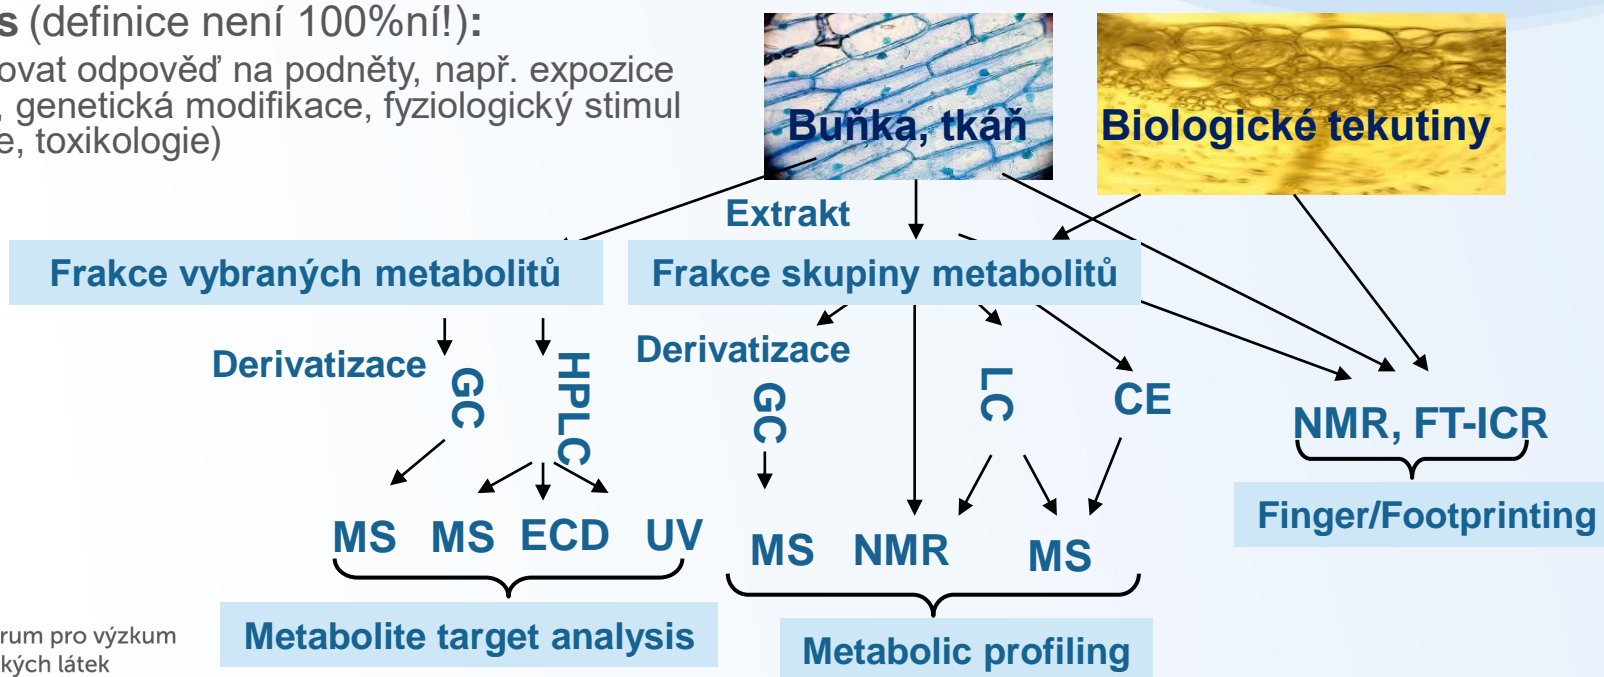 s (definice není 100%ní!):
ovat odpověď na podněty, např. expozice
, genetická modifikace, fyziologický stimul
e, toxikologie)
Buňka, tkáň
Biologické tekutiny
Extrakt
Frakce vybraných metabolitů
Frakce skupiny metabolitů
Derivatizace
GC
HPLC
Derivatizace
GC
LC
CE
NMR, FT-ICR
MS
MS
ECD
UV
MS
NMR
MS
Finger/Footprinting
Metabolite target analysis
Metabolic profiling
rum pro výzkum
kých látek